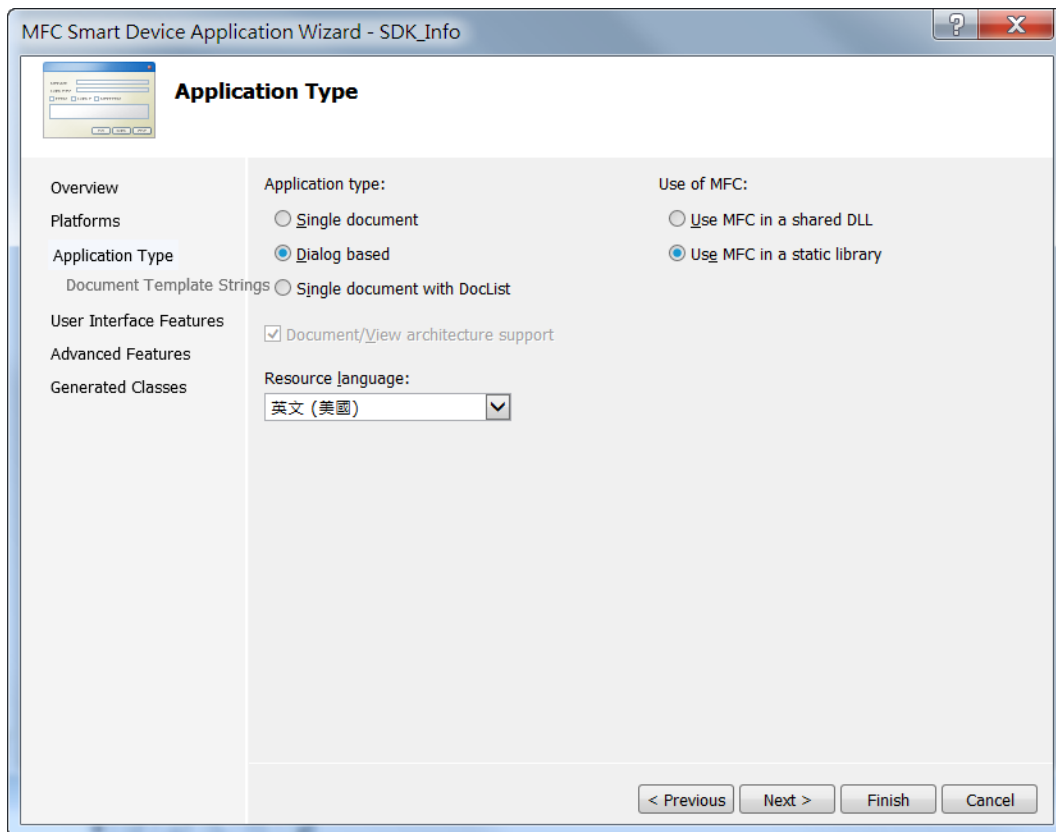 MFC Smart Device Application Wizard - SDK_Info
Application Type
Overview
Platforms
Application Type
Document Template Strings
User Interface Features
Advanced Features
Generated Classes
Application type:
Single document
Dialog based
Single document with DocList
Document/View architecture support
Resource language:
英文 (美國)
Use of MFC:
Use MFC in a shared DLL
Use MFC in a static library
< Previous
Next >
Finish
Cancel